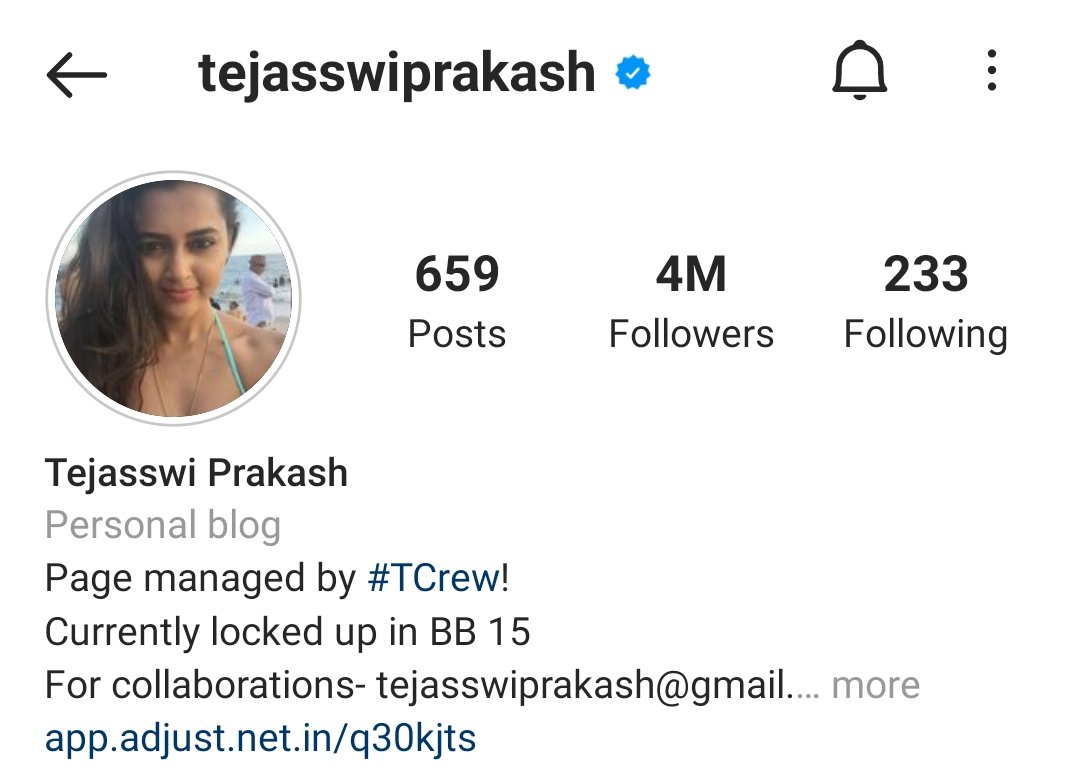 tejasswiprakash
659 4M 233
Posts Followers Following
Tejasswi Prakash
Personal blog
Page managed by #TCrew!
Currently locked up in BB 15
For collaborations- tejasswiprakash@gmail.... more
app.adjust.net.in/q30kjts